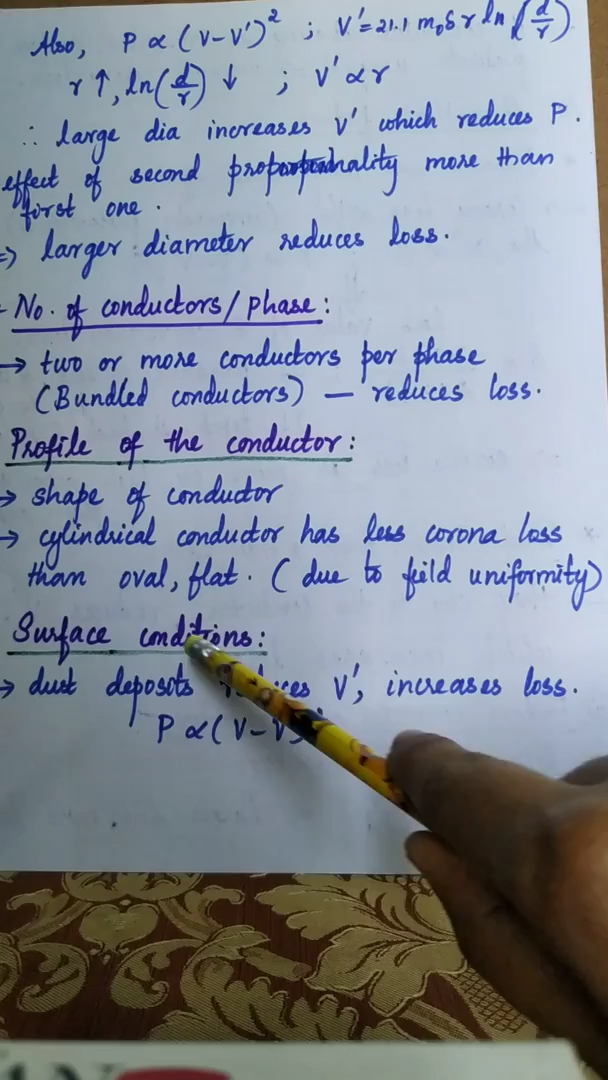 Also, P ∝ (V-V')² ; V' = 21.1 m₀ δ r ln(d/r)
r ↑, ln(d/r) ↓ ; V' ∝ r
∴ large dia increases V' which reduces P.
effect of second proportionality more than
first one.
=> larger diameter reduces loss.
- No. of conductors/phase:
→ two or more conductors per phase
(Bundled conductors) — reduces loss.
Profile of the conductor:
→ shape of conductor
→ cylindrical conductor has less corona loss
than oval, flat. (due to field uniformity)
Surface conditions:
→ dust deposits reduces V', increases loss.
P ∝ (V-V